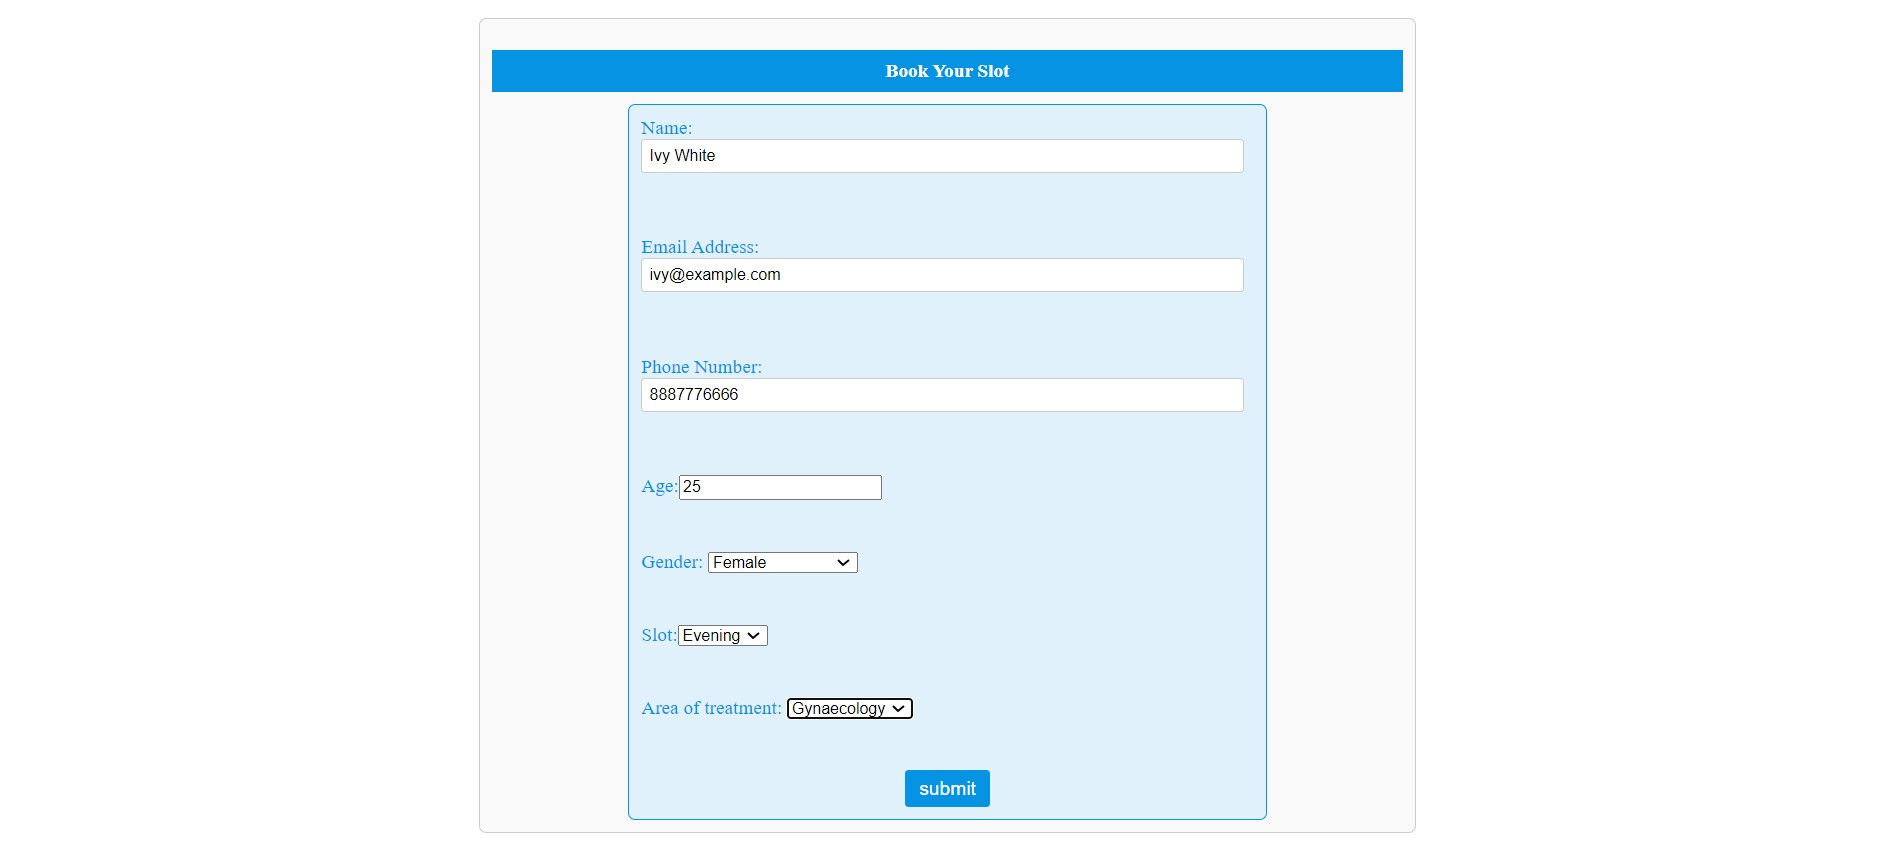 Book Your Slot
Name:
Ivy White
Email Address:
ivy@example.com
Phone Number:
8887776666
Age: 25
Gender: Female
Slot: Evening
Area of treatment: Gynaecology
submit